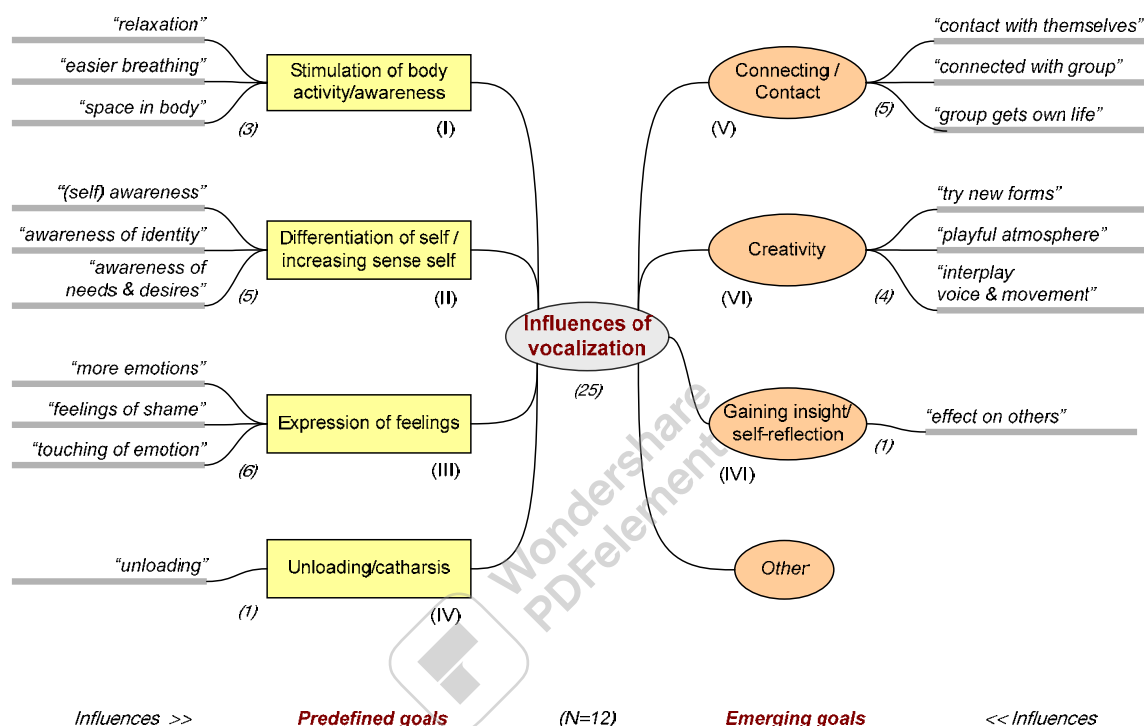 “relaxation”
“easier breathing”
“space in body”
(3)
Stimulation of body
activity/awareness
(I)
“(self) awareness”
“awareness of identity”
“awareness of
needs & desires”
(5)
Differentiation of self /
increasing sense self
(II)
“more emotions”
“feelings of shame”
“touching of emotion”
(6)
Expression of feelings
(III)
“unloading”
(1)
Unloading/catharsis
(IV)
Influences of
vocalization
(25)
Connecting /
Contact
(V)
(5)
“contact with themselves”
“connected with group”
“group gets own life”
Creativity
(VI)
(4)
“try new forms”
“playful atmosphere”
“interplay
voice & movement”
Gaining insight/
self-reflection
(IVI)
(1)
“effect on others”
Other
Wondershare
PDFelement
Influences >>
Predefined goals
(N=12)
Emerging goals
<< Influences